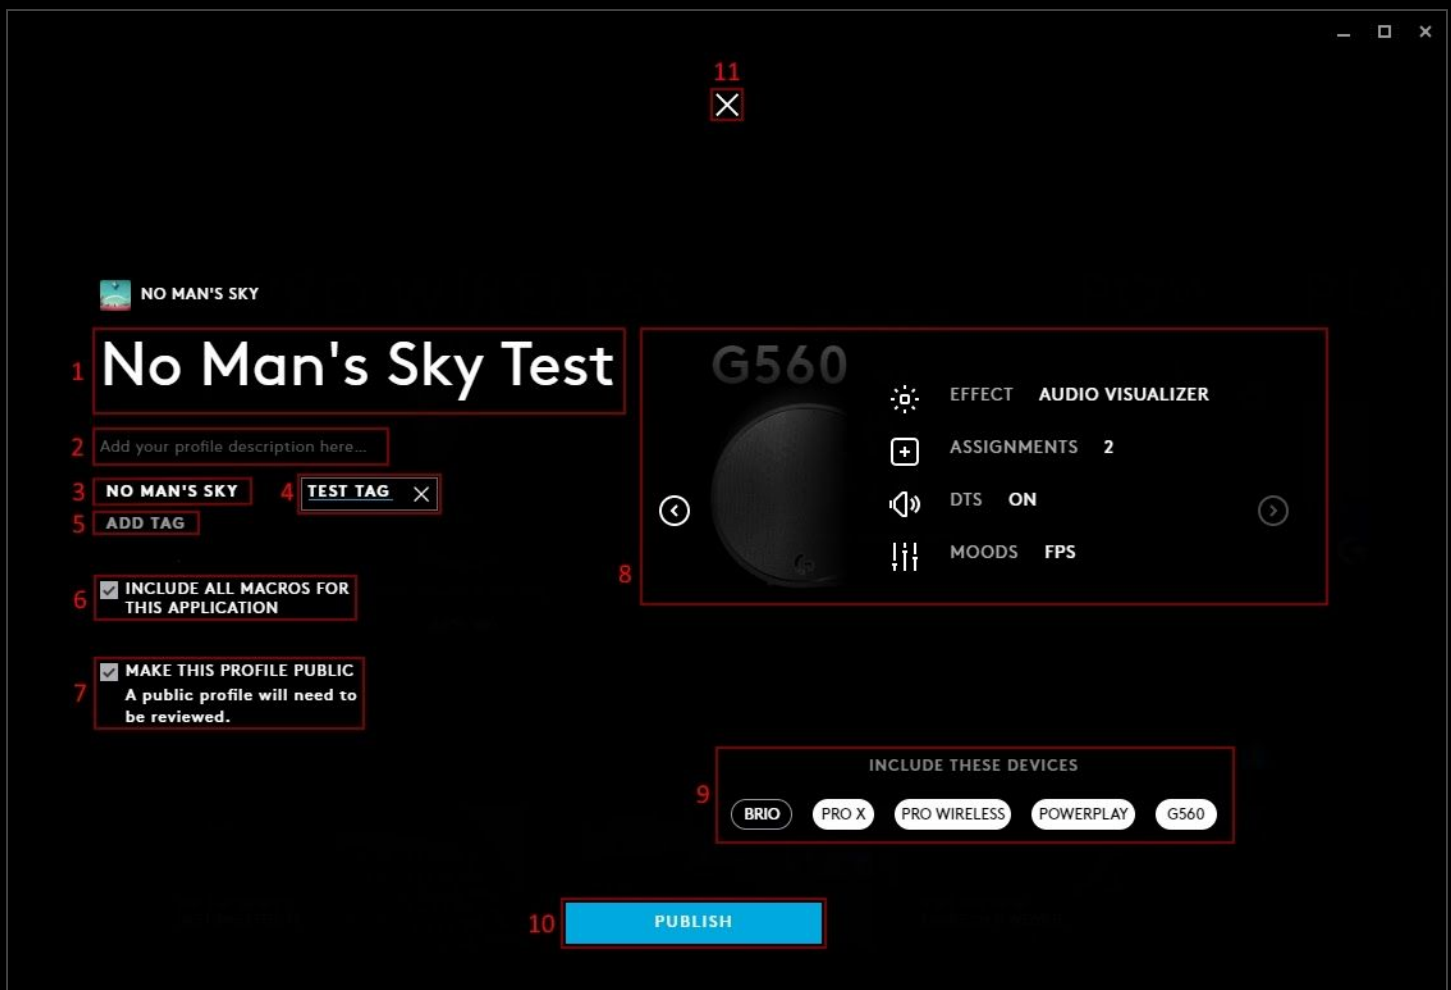 11
NO MAN'S SKY
1
No Man's Sky Test
2
Add your profile description here...
3
NO MAN'S SKY
4
TEST TAG
5
ADD TAG
6
INCLUDE ALL MACROS FOR
THIS APPLICATION
7
MAKE THIS PROFILE PUBLIC
A public profile will need to
be reviewed.
8
G560
EFFECT AUDIO VISUALIZER
ASSIGNMENTS 2
DTS ON
MOODS FPS
9
INCLUDE THESE DEVICES
BRIO PRO X PRO WIRELESS POWERPLAY G560
10
PUBLISH